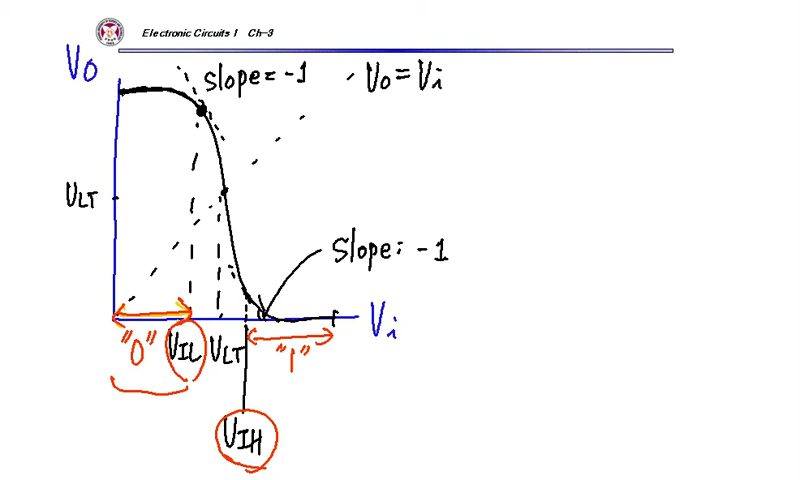 Electronic Circuits 1 Ch-3
Vo
slope = -1
Vo = Vi
VLT
Slope: -1
Vi
"0"
VIL
VLT
"1"
VIH